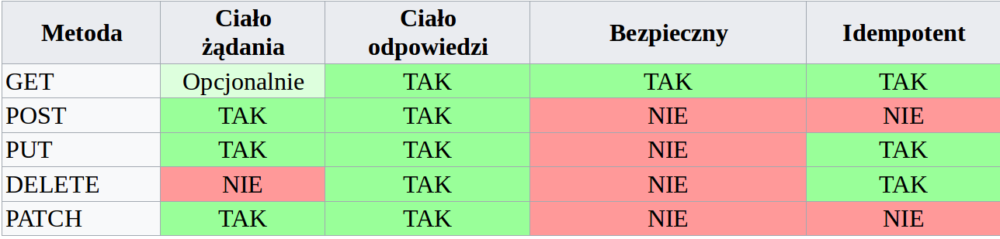 Metoda Ciało żądania Ciało odpowiedzi Bezpieczny Idempotent
GET Opcjonalnie TAK TAK TAK
POST TAK TAK NIE NIE
PUT TAK TAK NIE TAK
DELETE NIE TAK NIE TAK
PATCH TAK TAK NIE NIE